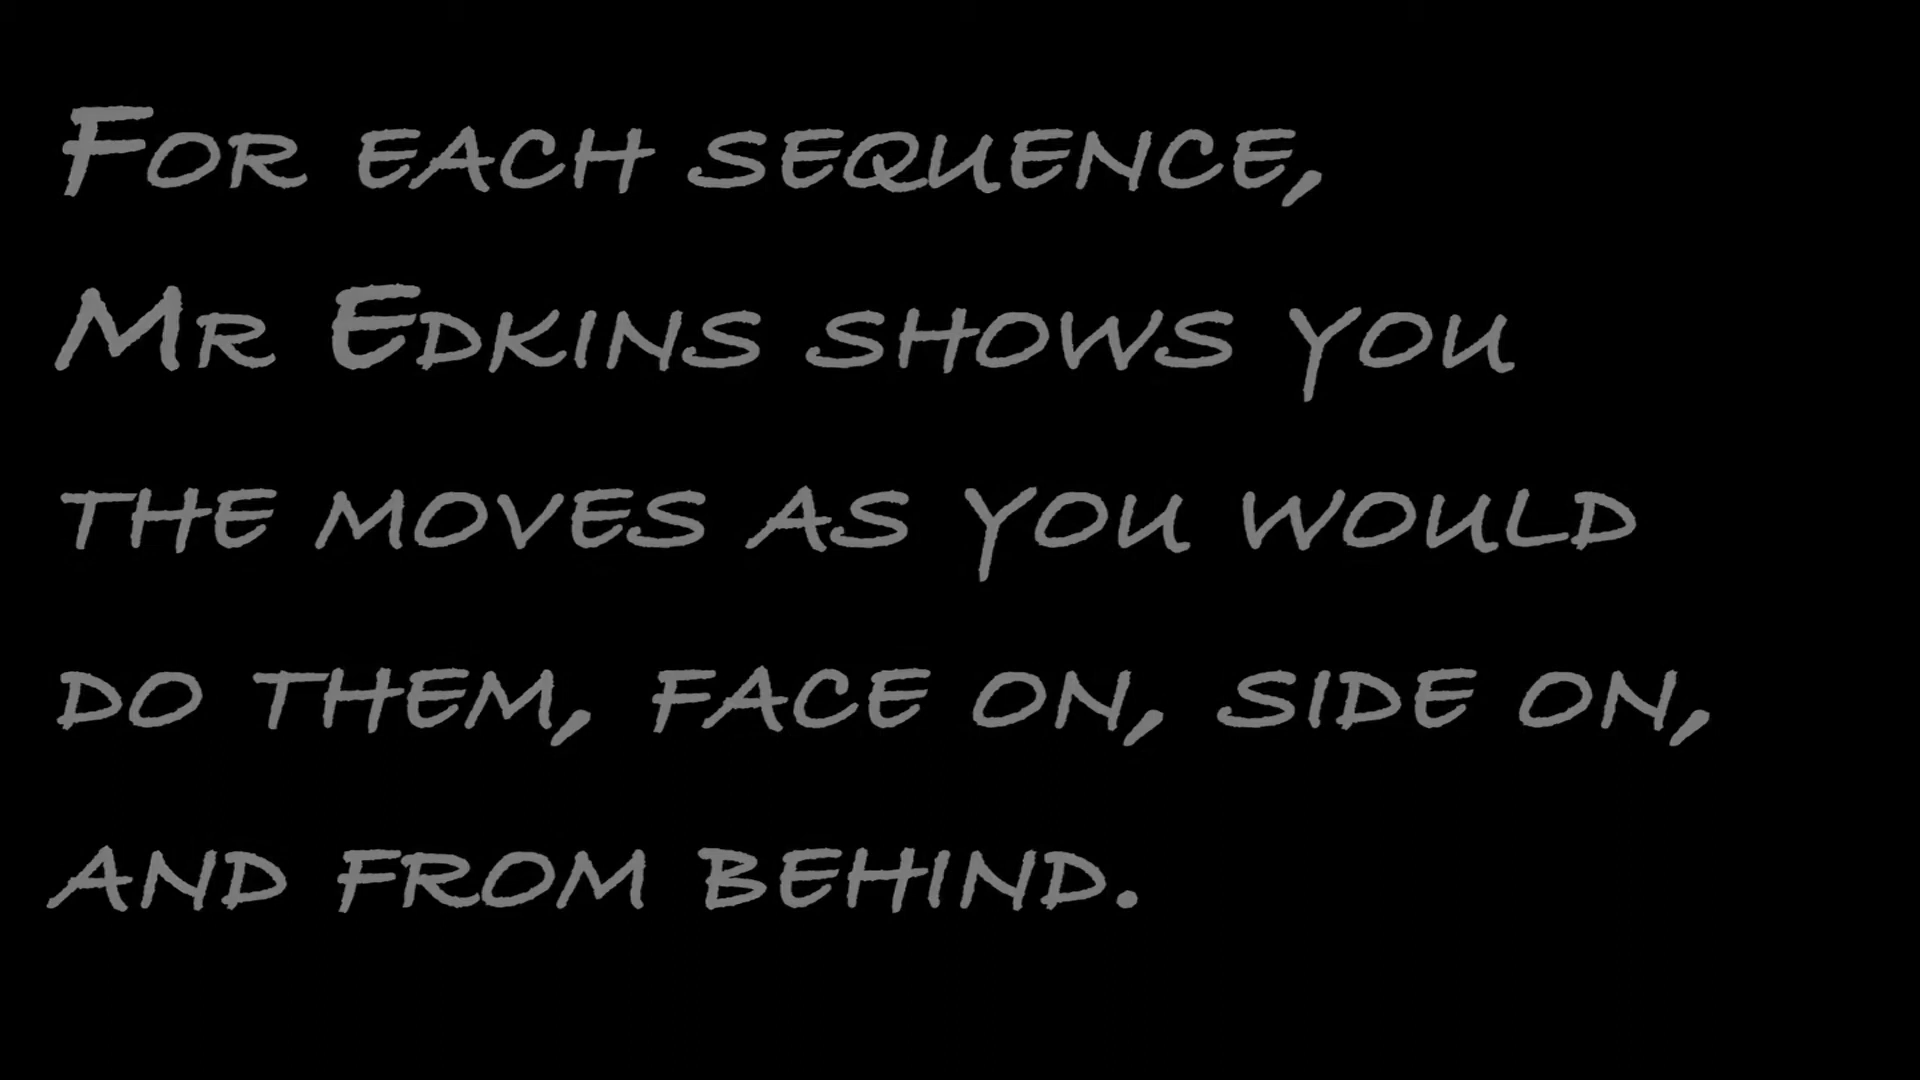 For each sequence,
Mr Edkins shows you
the moves as you would
do them, face on, side on,
and from behind.